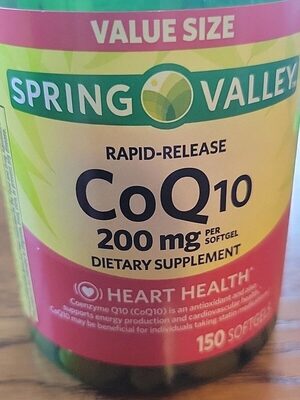 VALUE SIZE
SPRING VALLEY
RAPID-RELEASE
CoQ10
200 mg PER SOFTGEL
DIETARY SUPPLEMENT
HEART HEALTH*
Coenzyme Q10 (CoQ10) is an antioxidant and also
supports energy production and cardiovascular health.
CoQ10 may be beneficial for individuals taking statin
150 SOFTGELS